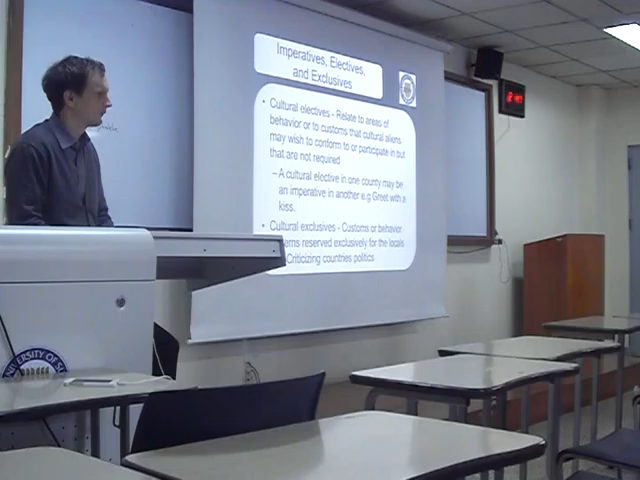 Imperatives, Electives,
and Exclusives
• Cultural electives - Relate to areas of
behavior or to customs that cultural aliens
may wish to conform to or participate in but
that are not required
– A cultural elective in one county may be
an imperative in another e.g Greet with a
kiss.
• Cultural exclusives - Customs or behavior
reserved exclusively for the locals
Criticizing countries politics
UNIVERSITY OF